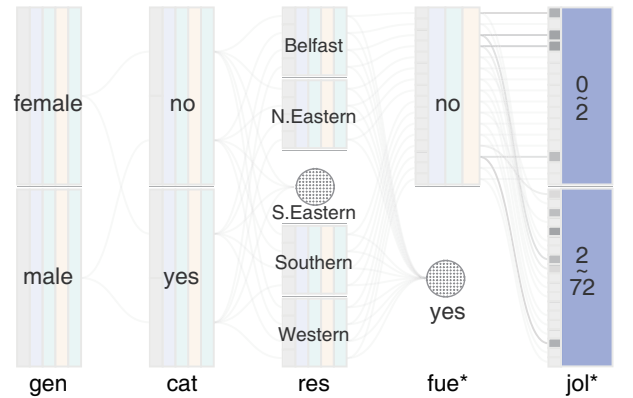 female
male
gen
no
yes
cat
Belfast
N.Eastern
S.Eastern
Southern
Western
res
no
yes
fue*
0
~
2
2
~
72
jol*